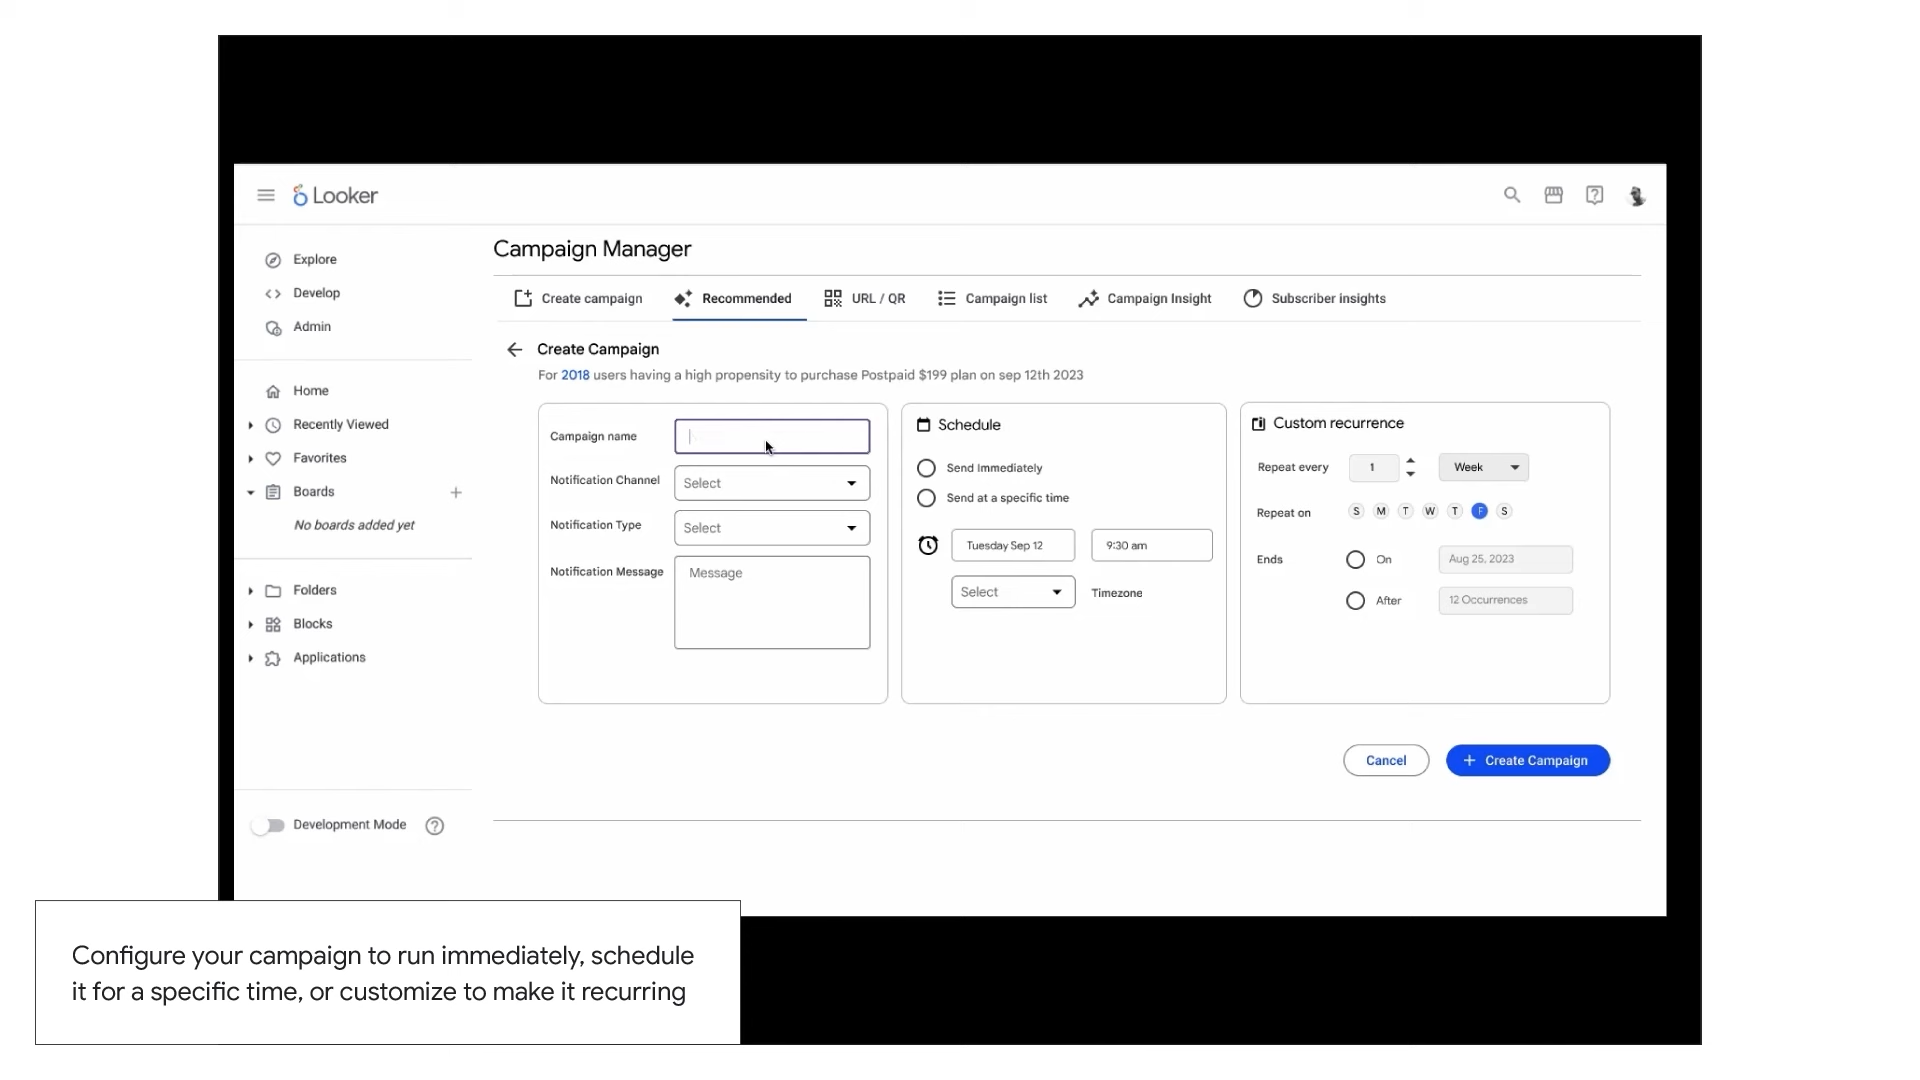 Looker
Explore
Develop
Admin
Home
Recently Viewed
Favorites
Boards
No boards added yet
Folders
Blocks
Applications
Development Mode
Campaign Manager
Create campaign
Recommended
URL / QR
Campaign list
Campaign Insight
Subscriber insights
Create Campaign
For 2018 users having a high propensity to purchase Postpaid $199 plan on sep 12th 2023
Campaign name
Notification Channel
Select
Notification Type
Select
Notification Message
Message
Schedule
Send Immediately
Send at a specific time
Tuesday Sep 12
9:30 am
Select
Timezone
Custom recurrence
Repeat every
1
Week
Repeat on
S M T W T F S
Ends
On
Aug 25, 2023
After
12 Occurrences
Cancel
+ Create Campaign
Configure your campaign to run immediately, schedule
it for a specific time, or customize to make it recurring